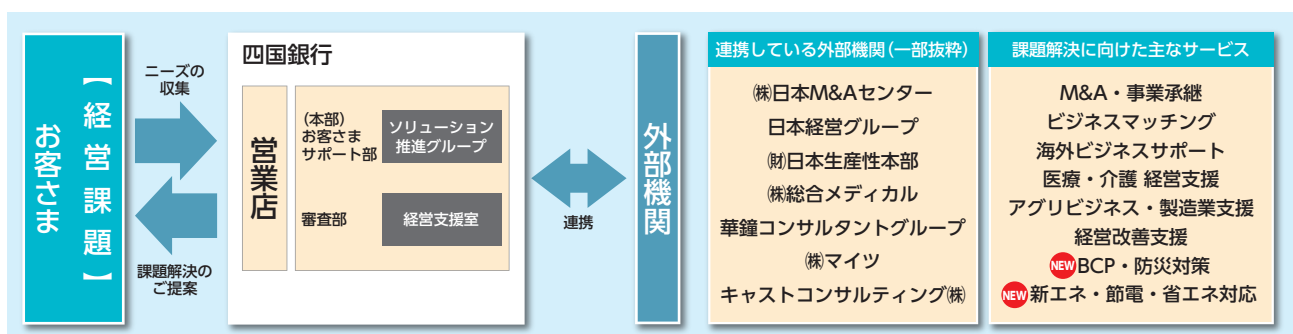 お客さま
【経営課題】
ニーズの
収集
課題解決の
ご提案
四国銀行
営業店
(本部)
お客さま
サポート部
ソリューション
推進グループ
審査部
経営支援室
連携
外部機関
連携している外部機関(一部抜粋)
㈱日本M&Aセンター
日本経営グループ
㈶日本生産性本部
㈱総合メディカル
華鐘コンサルタントグループ
㈱マイツ
キャストコンサルティング㈱
課題解決に向けた主なサービス
M&A・事業承継
ビジネスマッチング
海外ビジネスサポート
医療・介護 経営支援
アグリビジネス・製造業支援
経営改善支援
NEW BCP・防災対策
NEW 新エネ・節電・省エネ対応